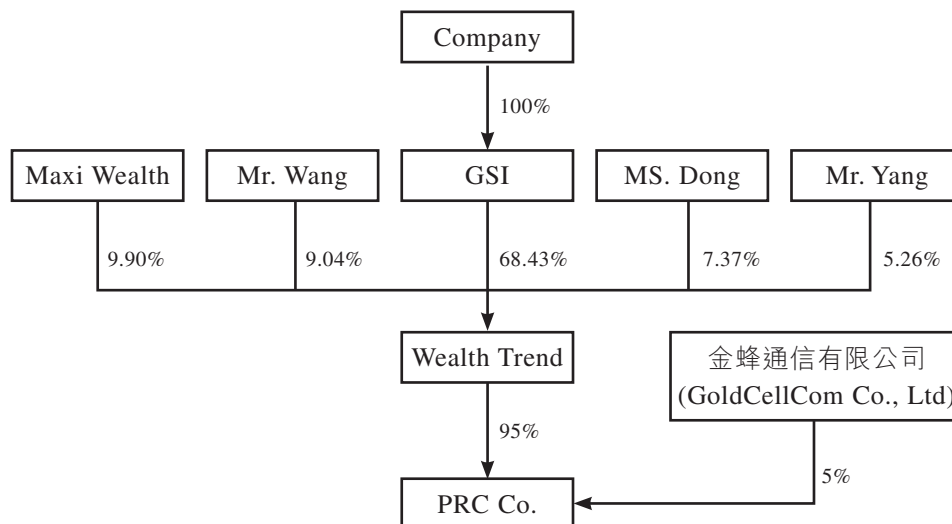 Company
100%
Maxi Wealth
Mr. Wang
GSI
MS. Dong
Mr. Yang
9.90%
9.04%
68.43%
7.37%
5.26%
Wealth Trend
金蜂通信有限公司
(GoldCellCom Co., Ltd)
95%
5%
PRC Co.